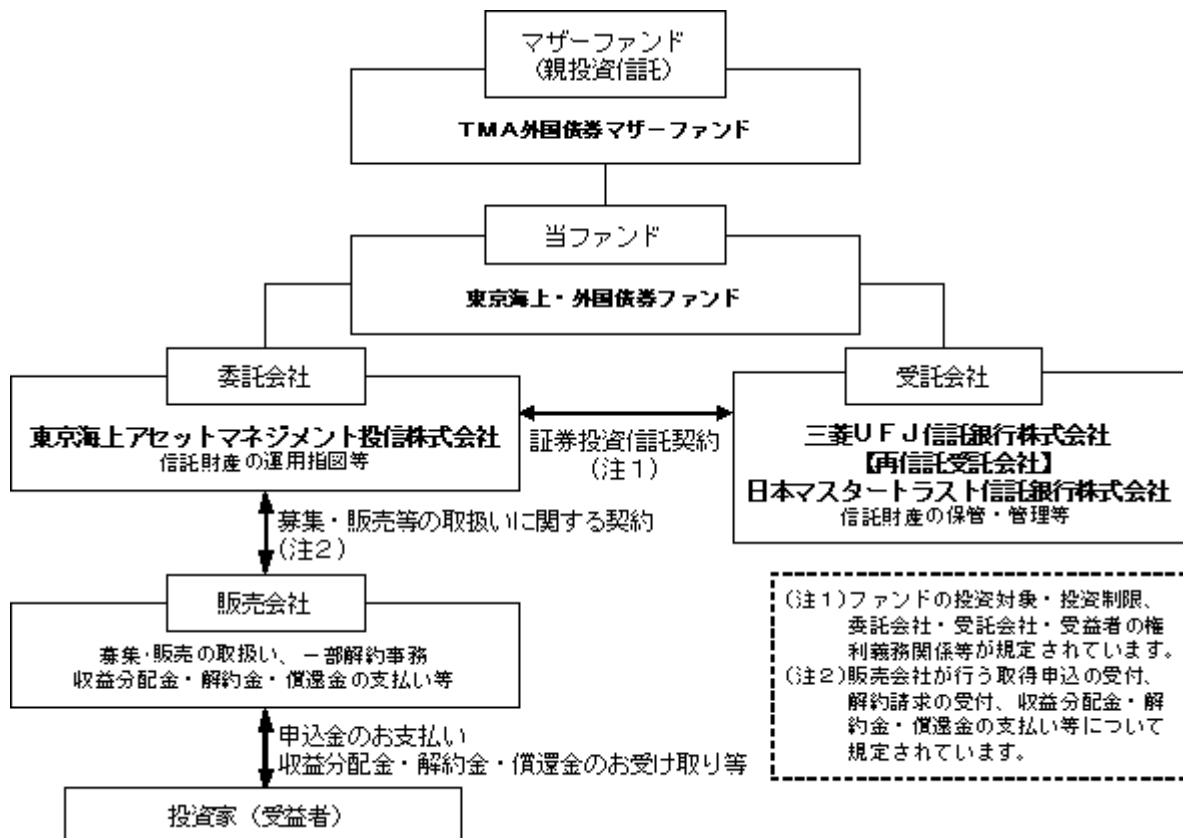 マザーファンド
(親投資信託)
TMA外国債券マザーファンド
当ファンド
東京海上・外国債券ファンド
委託会社
東京海上アセットマネジメント投信株式会社
信託財産の運用指図等
証券投資信託契約
(注1)
受託会社
三菱UFJ信託銀行株式会社
【再信託受託会社】
日本マスタートラスト信託銀行株式会社
信託財産の保管・管理等
募集・販売等の取扱いに関する契約
(注2)
販売会社
募集・販売の取扱い、一部解約事務
収益分配金・解約金・償還金の支払い等
申込金のお支払い
収益分配金・解約金・償還金のお受け取り等
投資家（受益者）
(注1)ファンドの投資対象・投資制限、
委託会社・受託会社・受益者の権
利義務関係等が規定されています。
(注2)販売会社が行う取得申込の受付、
解約請求の受付、収益分配金・解
約金・償還金の支払い等について
規定されています。